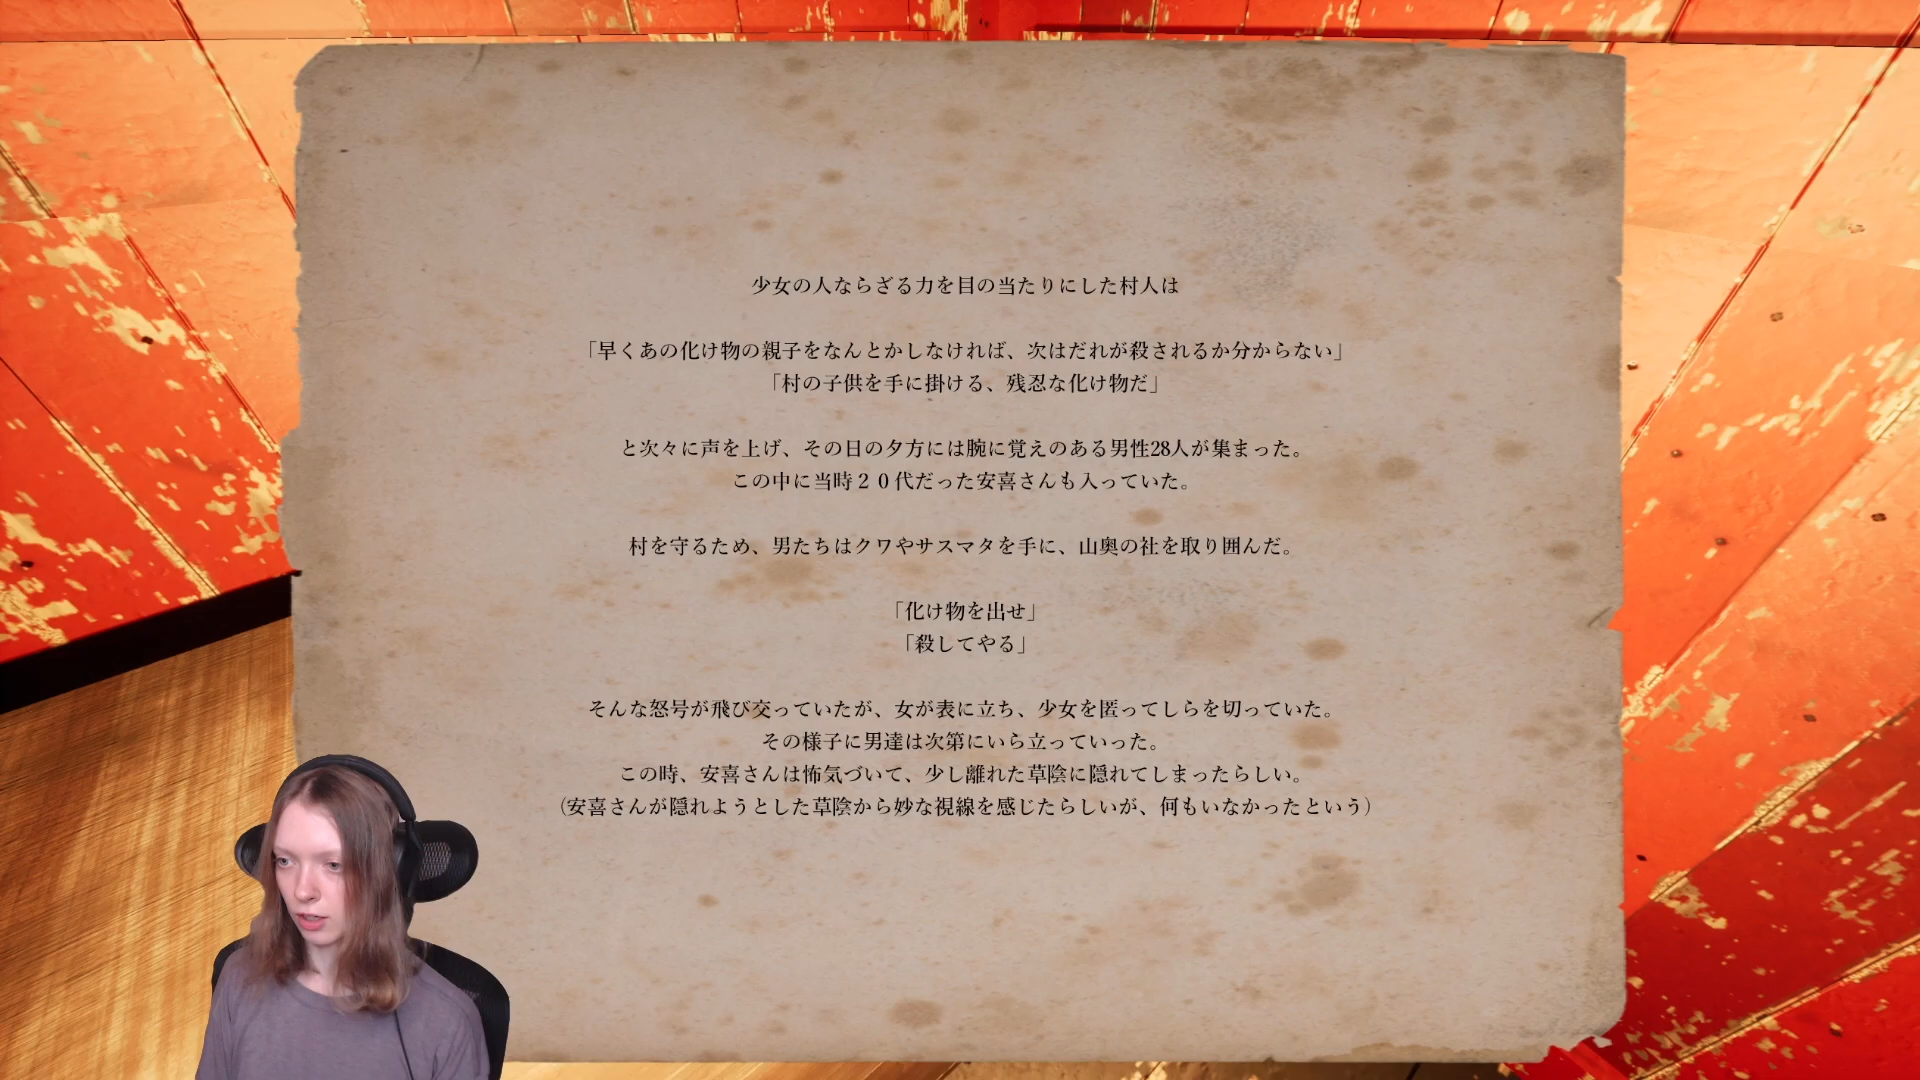 少女の人ならざる力を目の当たりにした村人は
「早くあの化け物の親子をなんとかしなければ、次はだれが殺されるか分からない」
「村の子供を手に掛ける、残忍な化け物だ」
と次々に声を上げ、その日の夕方には腕に覚えのある男性28人が集まった。
この中に当時２０代だった安喜さんも入っていた。
村を守るため、男たちはクワやサスマタを手に、山奥の社を取り囲んだ。
「化け物を出せ」
「殺してやる」
そんな怒号が飛び交っていたが、女が表に立ち、少女を匿ってしらを切っていた。
その様子に男達は次第にいら立っていった。
この時、安喜さんは怖気づいて、少し離れた草陰に隠れてしまったらしい。
（安喜さんが隠れようとした草陰から妙な視線を感じたらしいが、何もいなかったという）